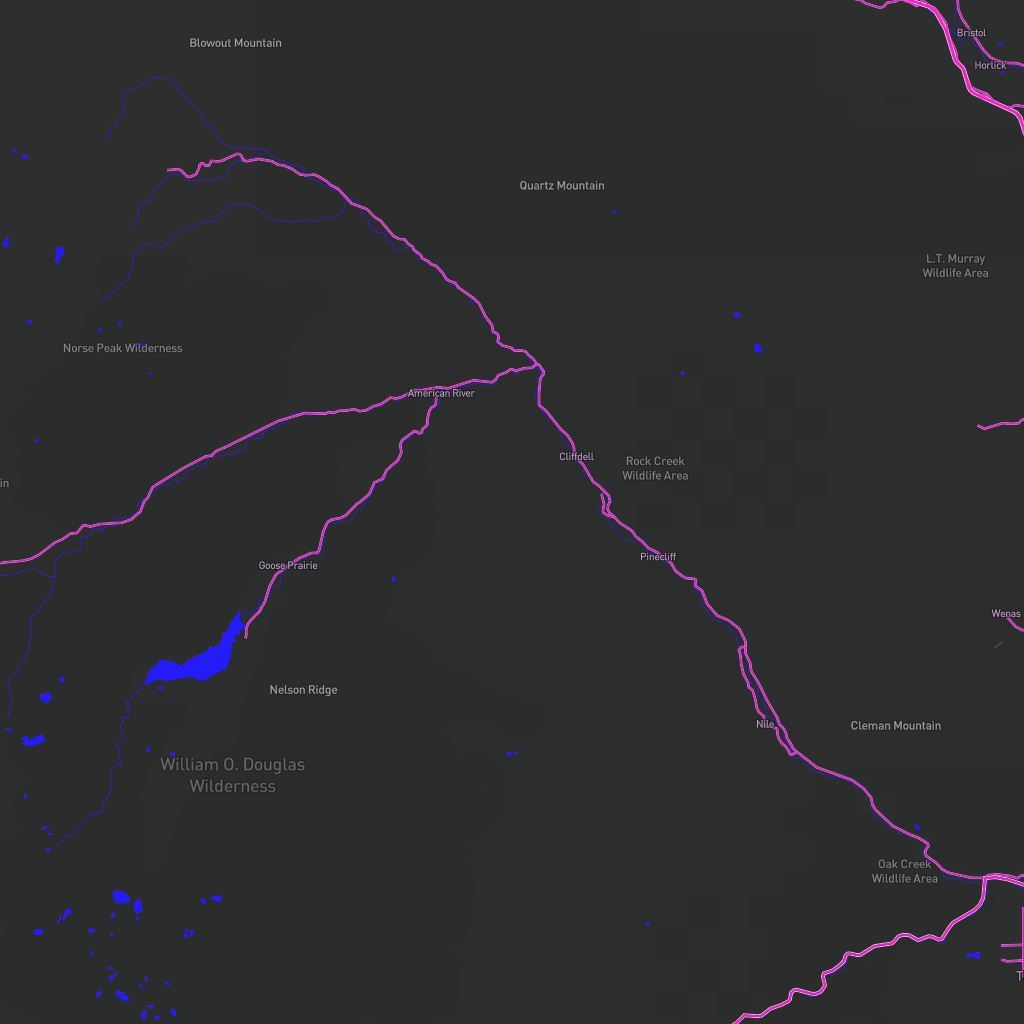 Bristol
Blowout Mountain
Horlick
Quartz Mountain
L.T. Murray
Wildlife Area
Norse Peak Wilderness
American River
Cliffdell
Rock Creek
Wildlife Area
in
Pinecliff
Goose Prairie
Wenas
Nelson Ridge
Nile
Cleman Mountain
William O. Douglas
Wilderness
Oak Creek
Wildlife Area
T